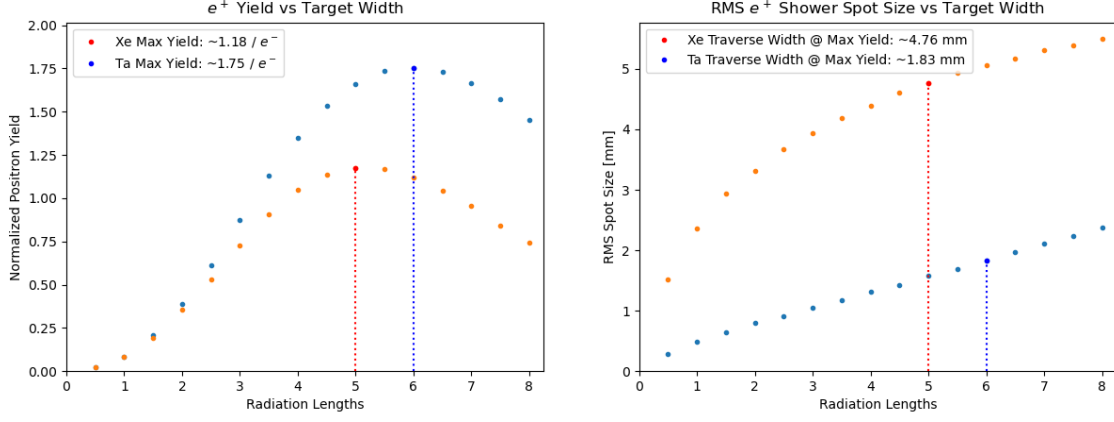 e⁺ Yield vs Target Width
Xe Max Yield: ~1.18 / e⁻
Ta Max Yield: ~1.75 / e⁻
Normalized Positron Yield
2.00
1.75
1.50
1.25
1.00
0.75
0.50
0.25
0.00
0 1 2 3 4 5 6 7 8
Radiation Lengths
RMS e⁺ Shower Spot Size vs Target Width
Xe Traverse Width @ Max Yield: ~4.76 mm
Ta Traverse Width @ Max Yield: ~1.83 mm
RMS Spot Size [mm]
5
4
3
2
1
0
0 1 2 3 4 5 6 7 8
Radiation Lengths